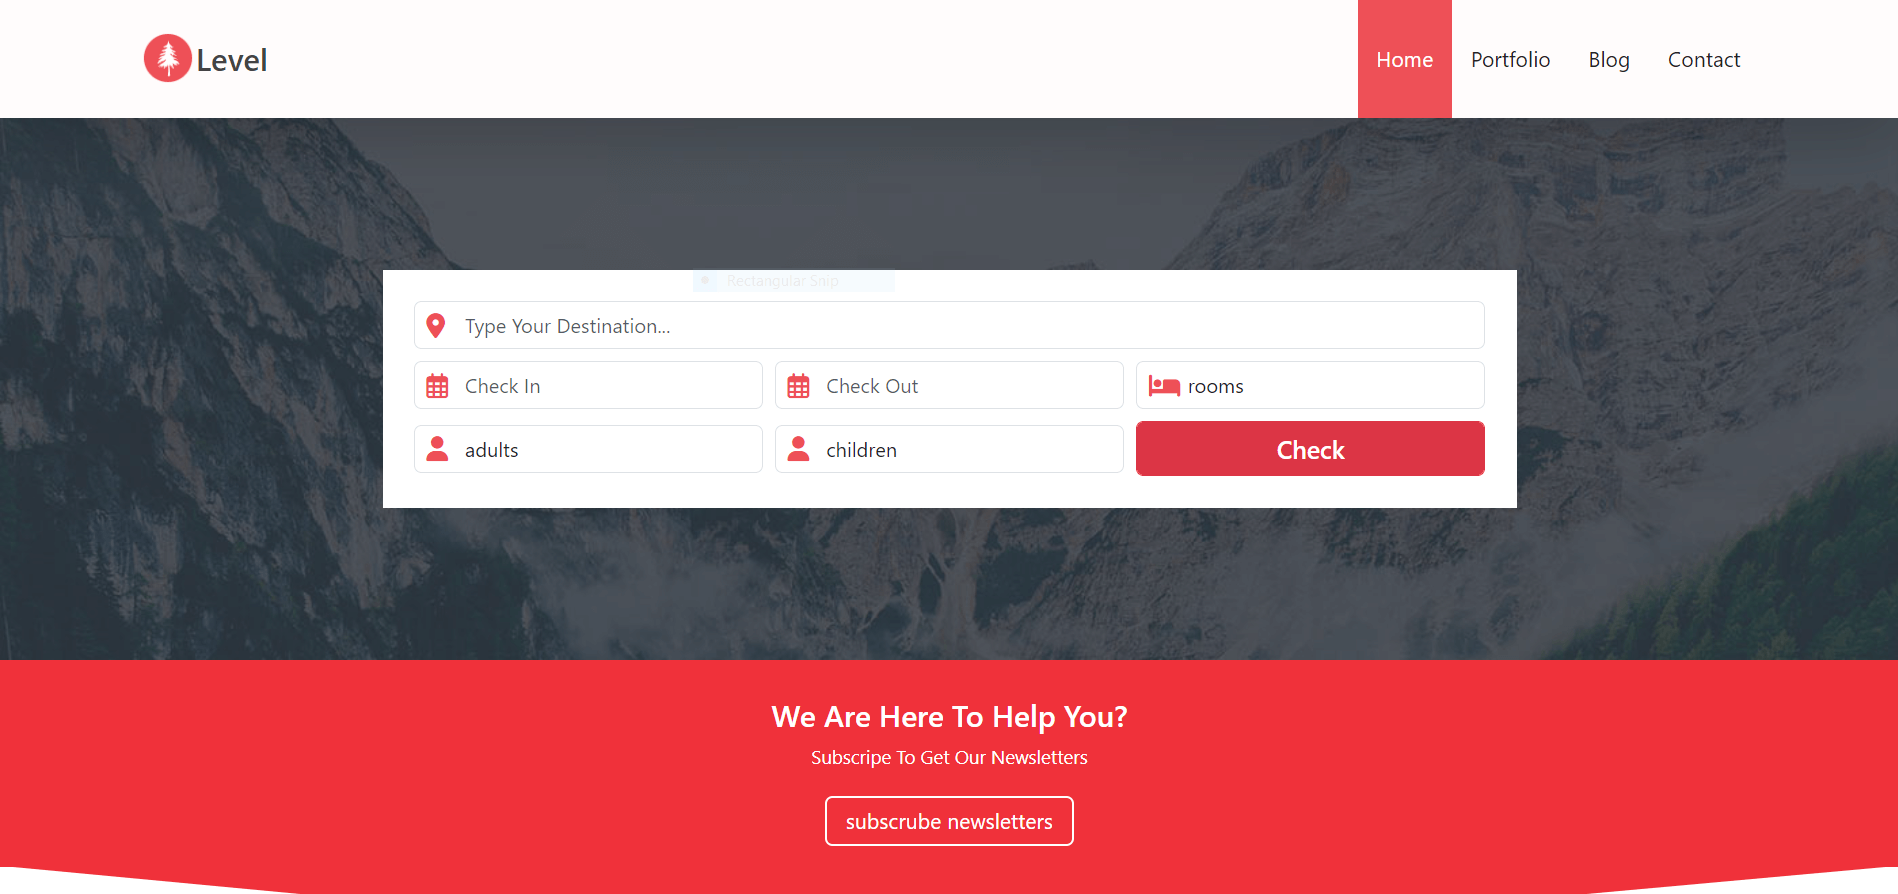 Level
Home Portfolio Blog Contact
Rectangular Snip
Type Your Destination...
Check In Check Out rooms
adults children Check
We Are Here To Help You?
Subscripe To Get Our Newsletters
subscrube newsletters